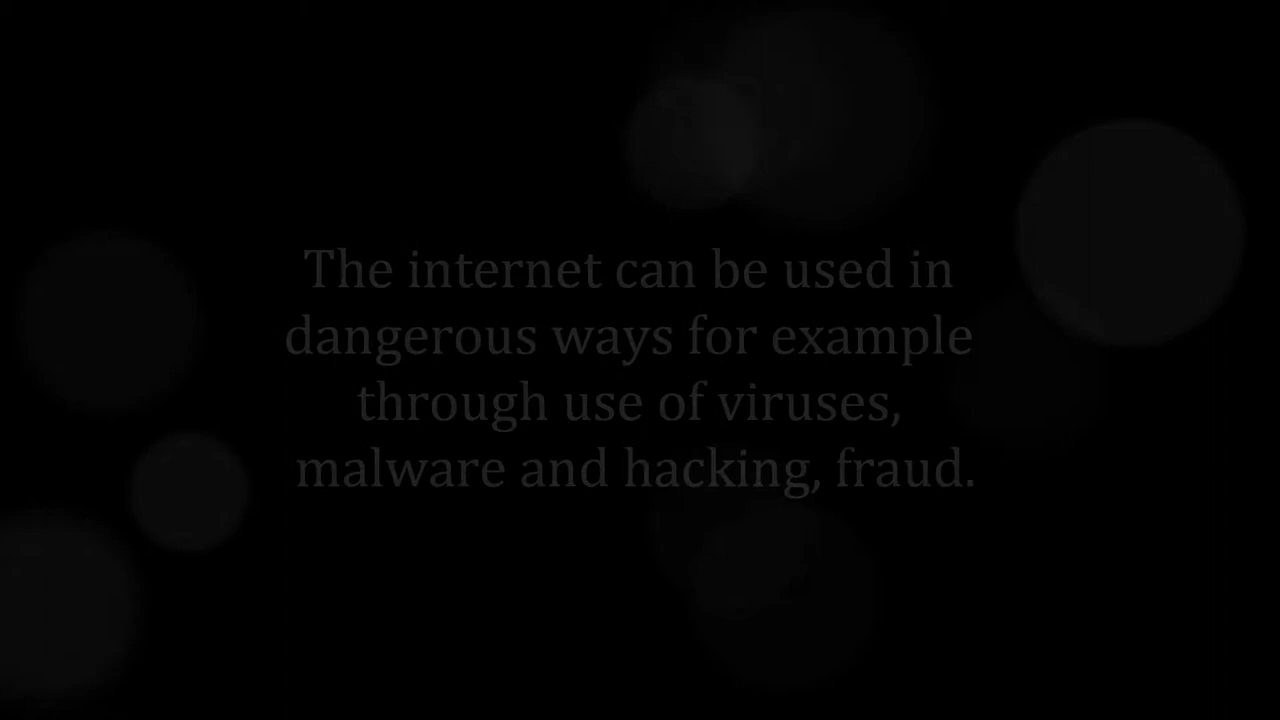 The internet can be used in
dangerous ways for example
through use of viruses,
malware and hacking, fraud.